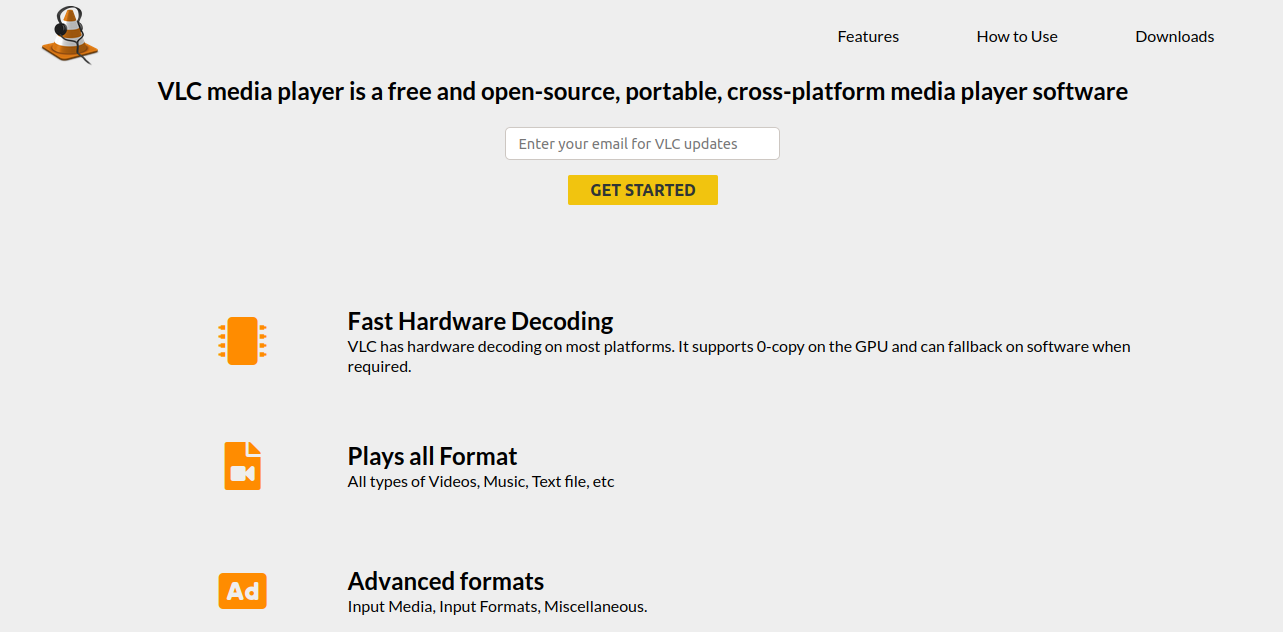 Features
How to Use
Downloads
VLC media player is a free and open-source, portable, cross-platform media player software
Enter your email for VLC updates
GET STARTED
Fast Hardware Decoding
VLC has hardware decoding on most platforms. It supports 0-copy on the GPU and can fallback on software when
required.
Plays all Format
All types of Videos, Music, Text file, etc
Ad
Advanced formats
Input Media, Input Formats, Miscellaneous.